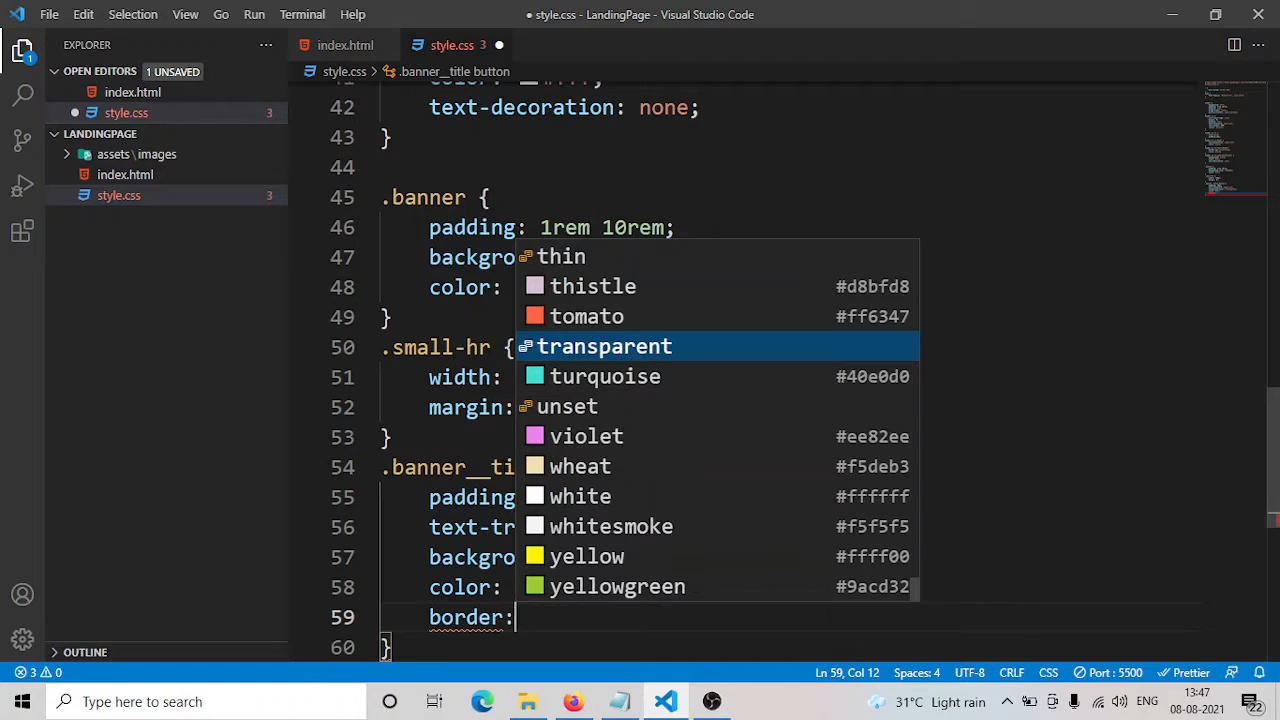 File Edit Selection View Go Run Terminal Help
style.css - LandingPage - Visual Studio Code
EXPLORER
index.html
style.css 3
OPEN EDITORS 1 UNSAVED
style.css > .banner__title button
index.html
style.css 3
LANDINGPAGE
assets\images
index.html
style.css 3
42 text-decoration: none;
43 }
44
45 .banner {
46 padding: 1rem 10rem;
47 backgro
48 color:
49 }
50 .small-hr {
51 width:
52 margin:
53 }
54 .banner__ti
55 padding
56 text-tr
57 backgro
58 color:
59 border:
60 }
thin
thistle #d8bfd8
tomato #ff6347
transparent
turquoise #40e0d0
unset
violet #ee82ee
wheat #f5deb3
white #ffffff
whitesmoke #f5f5f5
yellow #ffff00
yellowgreen #9acd32
1
OUTLINE
3 0 Ln 59, Col 12 Spaces: 4 UTF-8 CRLF CSS Port : 5500 Prettier
Type here to search
31°C Light rain ENG 13:47
08-08-2021 22